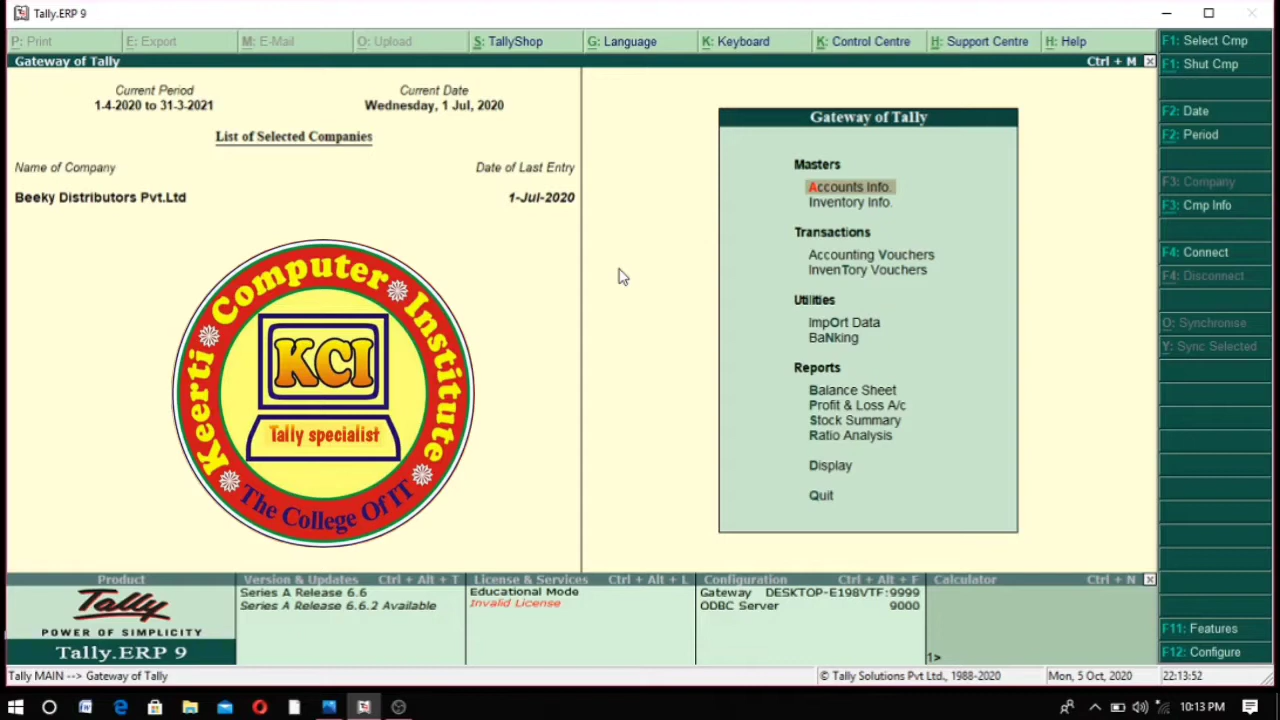 Tally.ERP 9
P: Print
E: Export
M: E-Mail
O: Upload
S: TallyShop
G: Language
K: Keyboard
K: Control Centre
H: Support Centre
H: Help
Gateway of Tally
Ctrl + M
Current Period
1-4-2020 to 31-3-2021
Current Date
Wednesday, 1 Jul, 2020
List of Selected Companies
Name of Company
Date of Last Entry
Beeky Distributors Pvt.Ltd
1-Jul-2020
Keerti Computer Institute
KCI
Tally specialist
The College Of IT
Gateway of Tally
Masters
Accounts Info.
Inventory Info.
Transactions
Accounting Vouchers
InvenTory Vouchers
Utilities
ImpOrt Data
BaNking
Reports
Balance Sheet
Profit & Loss A/c
Stock Summary
Ratio Analysis
Display
Quit
F1: Select Cmp
F1: Shut Cmp
F2: Date
F2: Period
F3: Company
F3: Cmp Info
F4: Connect
F4: Disconnect
O: Synchronise
Y: Sync Selected
F11: Features
F12: Configure
Product
Tally
POWER OF SIMPLICITY
Tally.ERP 9
Version & Updates Ctrl + Alt + T
Series A Release 6.6
Series A Release 6.6.2 Available
License & Services Ctrl + Alt + L
Educational Mode
Invalid License
Configuration Ctrl + Alt + F
Gateway DESKTOP-E198VTF:9999
ODBC Server 9000
Calculator Ctrl + N
1>
Tally MAIN --> Gateway of Tally
© Tally Solutions Pvt Ltd., 1988-2020
Mon, 5 Oct, 2020
22:13:52
10:13 PM